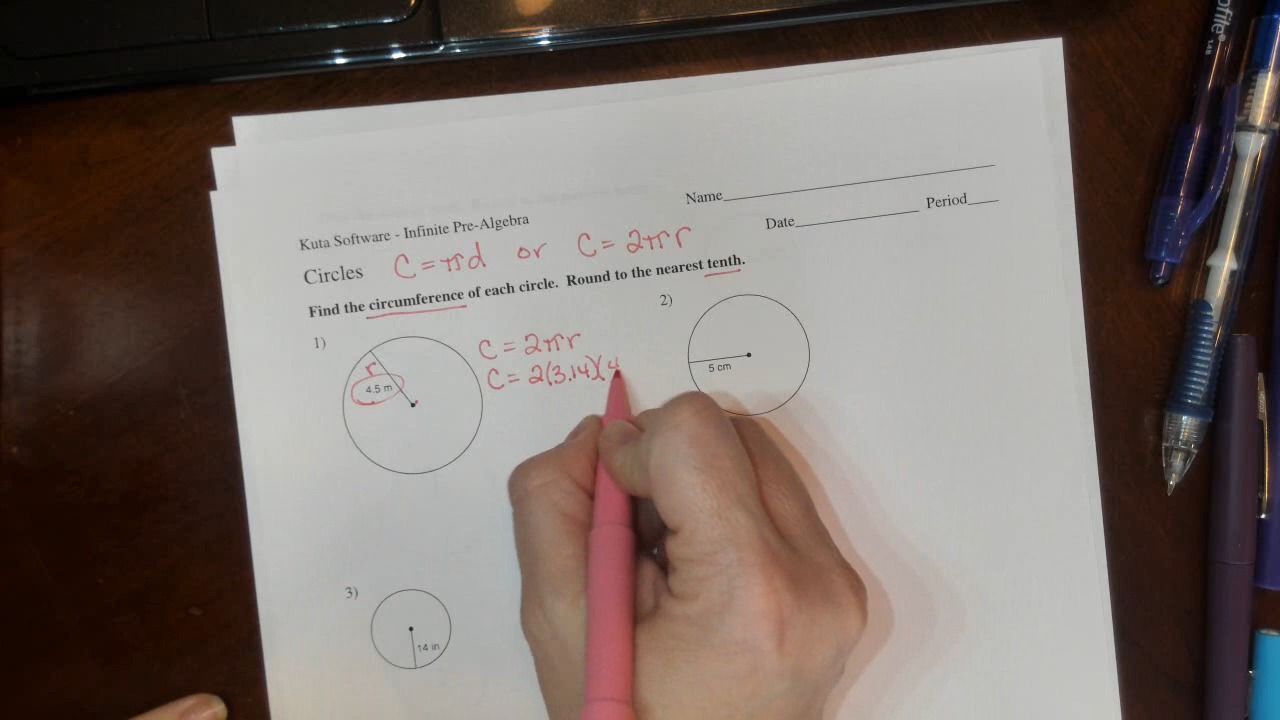 Name
Kuta Software - Infinite Pre-Algebra
Date Period
Circles C = πd or C = 2πr
Find the circumference of each circle. Round to the nearest tenth.
1)
r
4.5 m
C = 2πr
C = 2(3.14)(4
2)
5 cm
3)
14 in